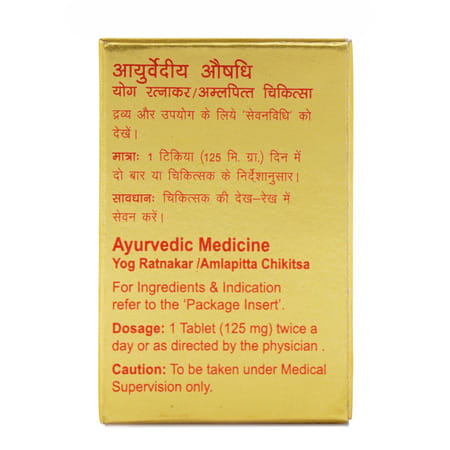 आयुर्वेदीय औषधि
योग रत्नाकर/अम्लपित्त चिकित्सा
द्रव्य और उपयोग के लिये 'सेवनविधि' को
देखें।
मात्राः 1 टिकिया (125 मि. ग्रा.) दिन में
दो बार या चिकित्सक के निर्देशानुसार।
सावधानः चिकित्सक की देख-रेख में
सेवन करें।
Ayurvedic Medicine
Yog Ratnakar /Amlapitta Chikitsa
For Ingredients & Indication
refer to the 'Package Insert'.
Dosage: 1 Tablet (125 mg) twice a
day or as directed by the physician .
Caution: To be taken under Medical
Supervision only.